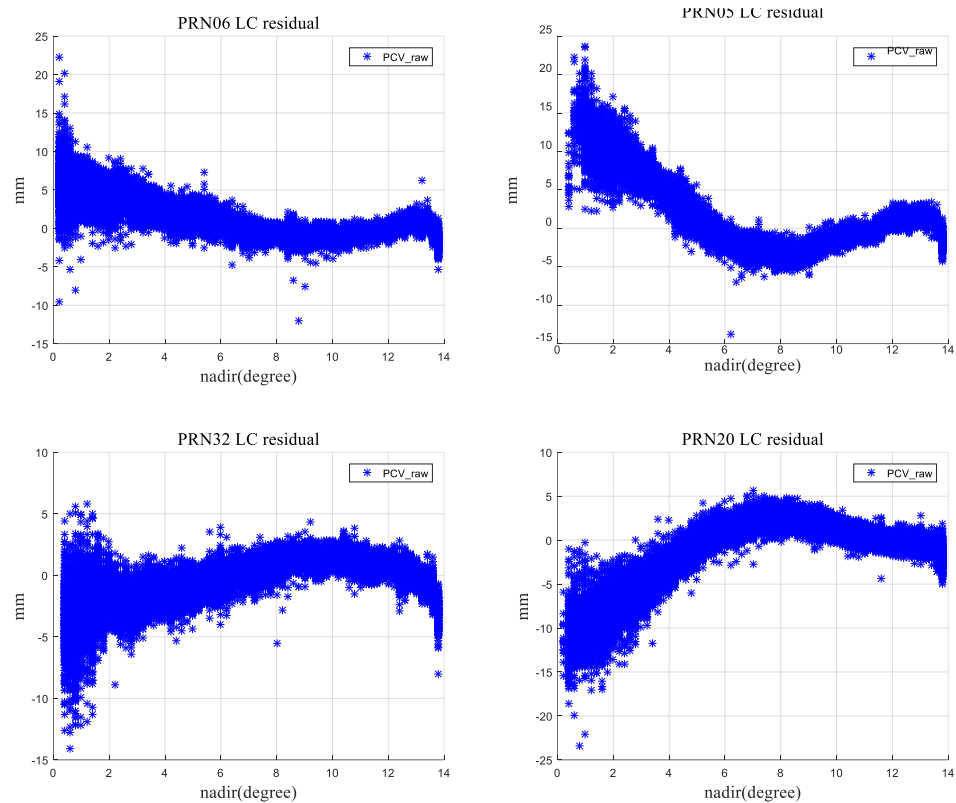 PRN06 LC residual
PCV_raw
25
20
15
10
5
0
-5
-10
-15
mm
0 2 4 6 8 10 12 14
nadir(degree)
PRN05 LC residual
PCV_raw
25
20
15
10
5
0
-5
-10
-15
mm
0 2 4 6 8 10 12 14
nadir(degree)
PRN32 LC residual
PCV_raw
10
5
0
-5
-10
-15
mm
0 2 4 6 8 10 12 14
nadir(degree)
PRN20 LC residual
PCV_raw
10
5
0
-5
-10
-15
-20
-25
mm
0 2 4 6 8 10 12 14
nadir(degree)